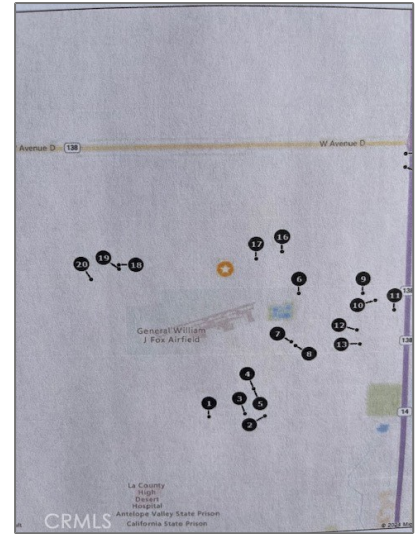 Avenue D 138
W Avenue D
16
17
19
20
18
6
9
138
11
10
12
7
13
138
General William
J Fox Airfield
8
4
1
3
5
14
2
La County
High
Desert
Hospital
Antelope Valley State Prison
California State Prison
CRMLS